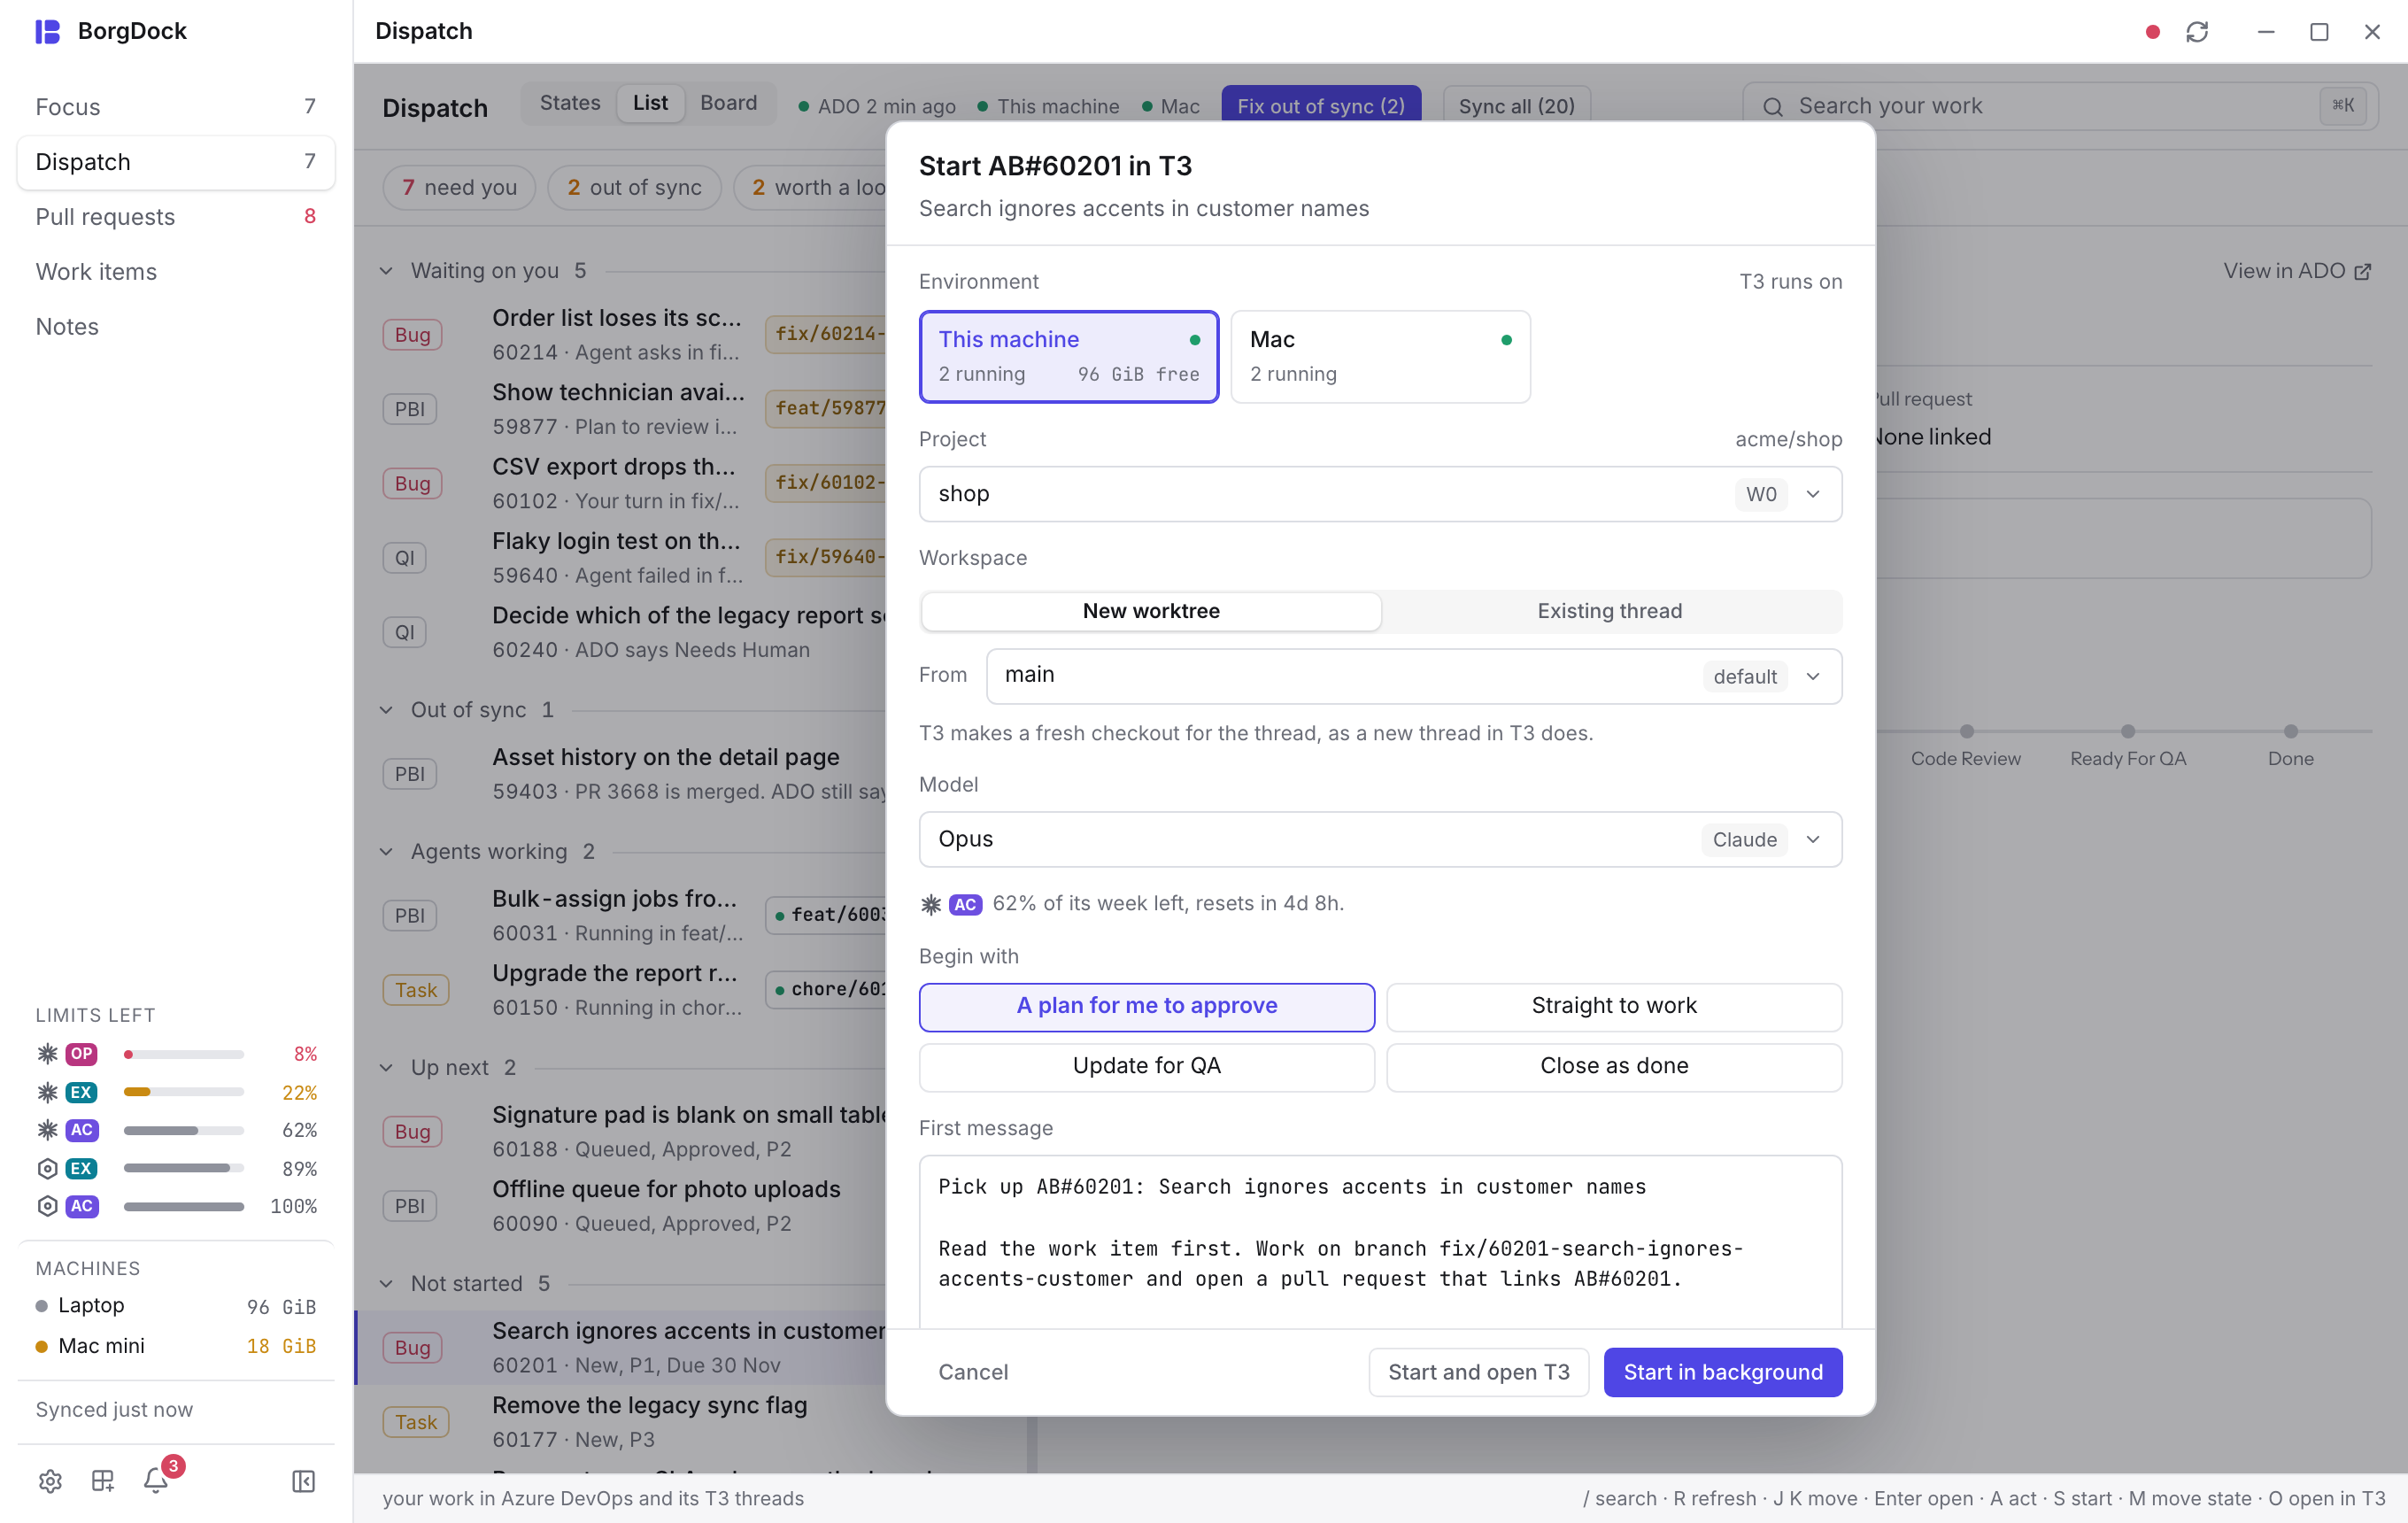 BorgDock
Focus 7
Dispatch 7
Pull requests 8
Work items
Notes
LIMITS LEFT
OP 8%
EX 22%
AC 62%
EX 89%
AC 100%
MACHINES
Laptop 96 GiB
Mac mini 18 GiB
Synced just now
3
Dispatch
Dispatch States List Board ADO 2 min ago This machine Mac Fix out of sync (2) Sync all (20) Search your work ⌘K
7 need you 2 out of sync 2 worth a loo
Waiting on you 5
Bug Order list loses its sc... fix/60214-
60214 · Agent asks in fi...
PBI Show technician avai... feat/59877
59877 · Plan to review i...
Bug CSV export drops th... fix/60102-
60102 · Your turn in fix/...
QI Flaky login test on th... fix/59640-
59640 · Agent failed in f...
QI Decide which of the legacy report s
60240 · ADO says Needs Human
Out of sync 1
PBI Asset history on the detail page
59403 · PR 3668 is merged. ADO still say
Agents working 2
PBI Bulk-assign jobs fro... feat/603
60031 · Running in feat/...
Task Upgrade the report r... chore/601
60150 · Running in chor...
Up next 2
Bug Signature pad is blank on small table
60188 · Queued, Approved, P2
PBI Offline queue for photo uploads
60090 · Queued, Approved, P2
Not started 5
Bug Search ignores accents in customer
60201 · New, P1, Due 30 Nov
Task Remove the legacy sync flag
60177 · New, P3
Start AB#60201 in T3
Search ignores accents in customer names
Environment T3 runs on
This machine
2 running 96 GiB free
Mac
2 running
Project acme/shop
shop W0
Workspace
New worktree Existing thread
From main default
T3 makes a fresh checkout for the thread, as a new thread in T3 does.
Model
Opus Claude
AC 62% of its week left, resets in 4d 8h.
Begin with
A plan for me to approve Straight to work
Update for QA Close as done
First message
Pick up AB#60201: Search ignores accents in customer names
Read the work item first. Work on branch fix/60201-search-ignores-
accents-customer and open a pull request that links AB#60201.
Cancel Start and open T3 Start in background
View in ADO
Pull request
None linked
Code Review Ready For QA Done
your work in Azure DevOps and its T3 threads
/ search · R refresh · J K move · Enter open · A act · S start · M move state · O open in T3